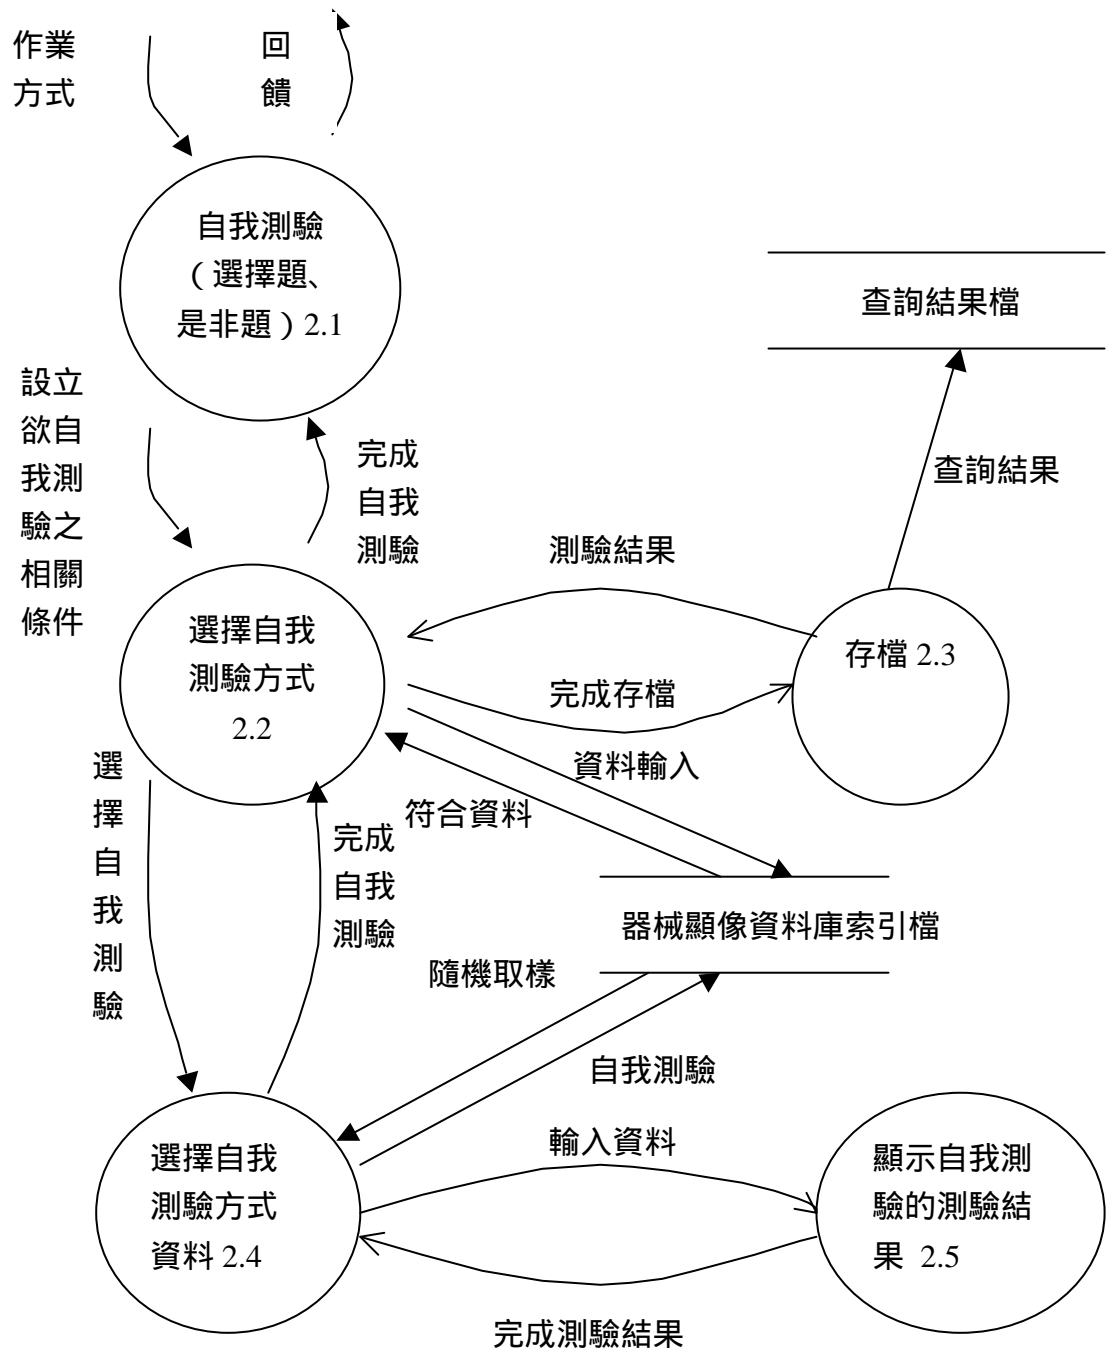 作業
方式
回
饋
自我測驗
（選擇題、
是非題）2.1
查詢結果檔
設立
欲自
我測
驗之
相關
條件
完成
自我
測驗
查詢結果
測驗結果
選擇自我
測驗方式
2.2
存檔 2.3
完成存檔
資料輸入
符合資料
選
擇
自
我
測
驗
完成
自我
測驗
器械顯像資料庫索引檔
隨機取樣
自我測驗
選擇自我
測驗方式
資料 2.4
輸入資料
顯示自我測
驗的測驗結
果 2.5
完成測驗結果